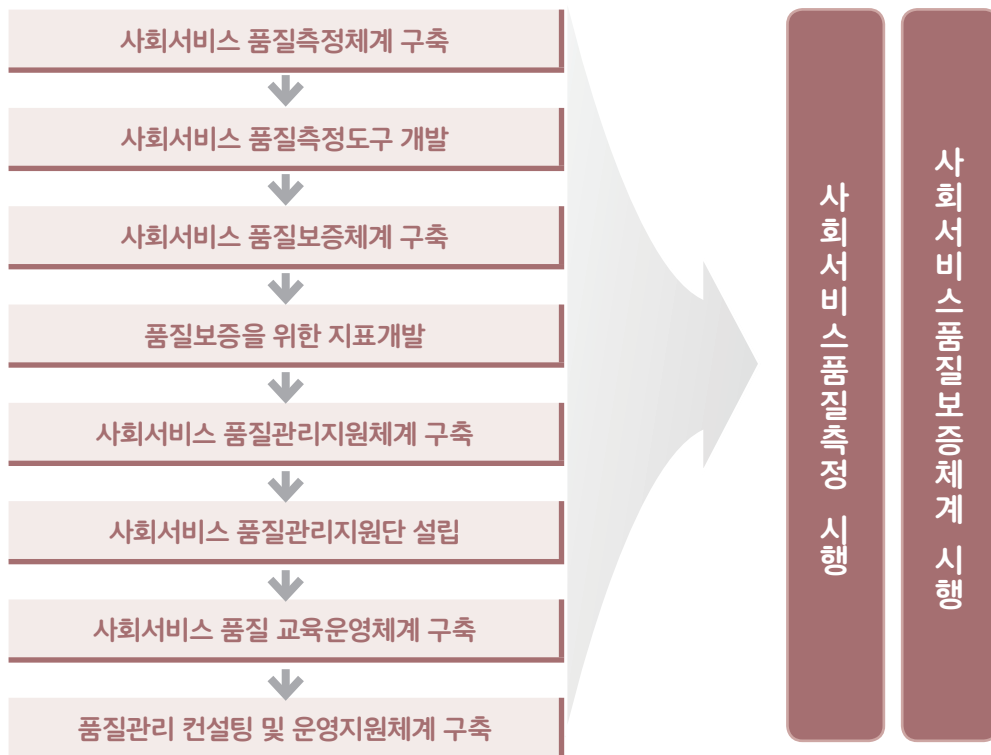 사회서비스 품질측정체계 구축
사회서비스 품질측정도구 개발
사회서비스 품질보증체계 구축
품질보증을 위한 지표개발
사회서비스 품질관리지원체계 구축
사회서비스 품질관리지원단 설립
사회서비스 품질 교육운영체계 구축
품질관리 컨설팅 및 운영지원체계 구축
사회서비스품질측정 시행
사회서비스품질보증체계 시행